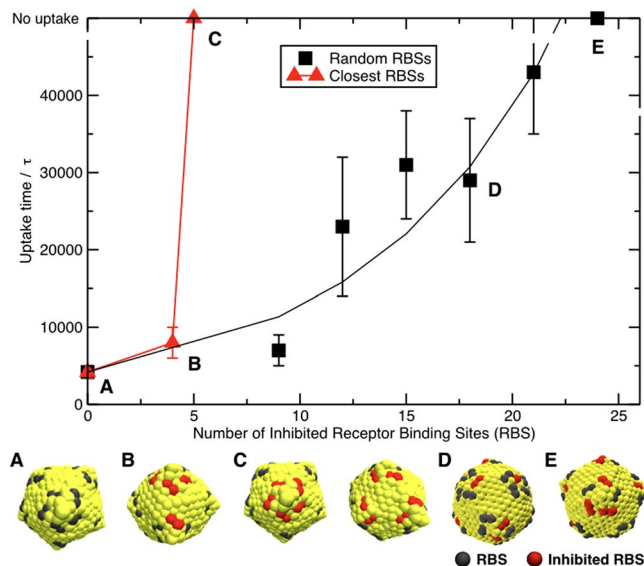 No uptake
40000
30000
20000
10000
0
Uptake time / τ
Random RBSs
Closest RBSs
A
B
C
D
E
0
5
10
15
20
25
Number of Inhibited Receptor Binding Sites (RBS)
A
B
C
D
E
RBS
Inhibited RBS